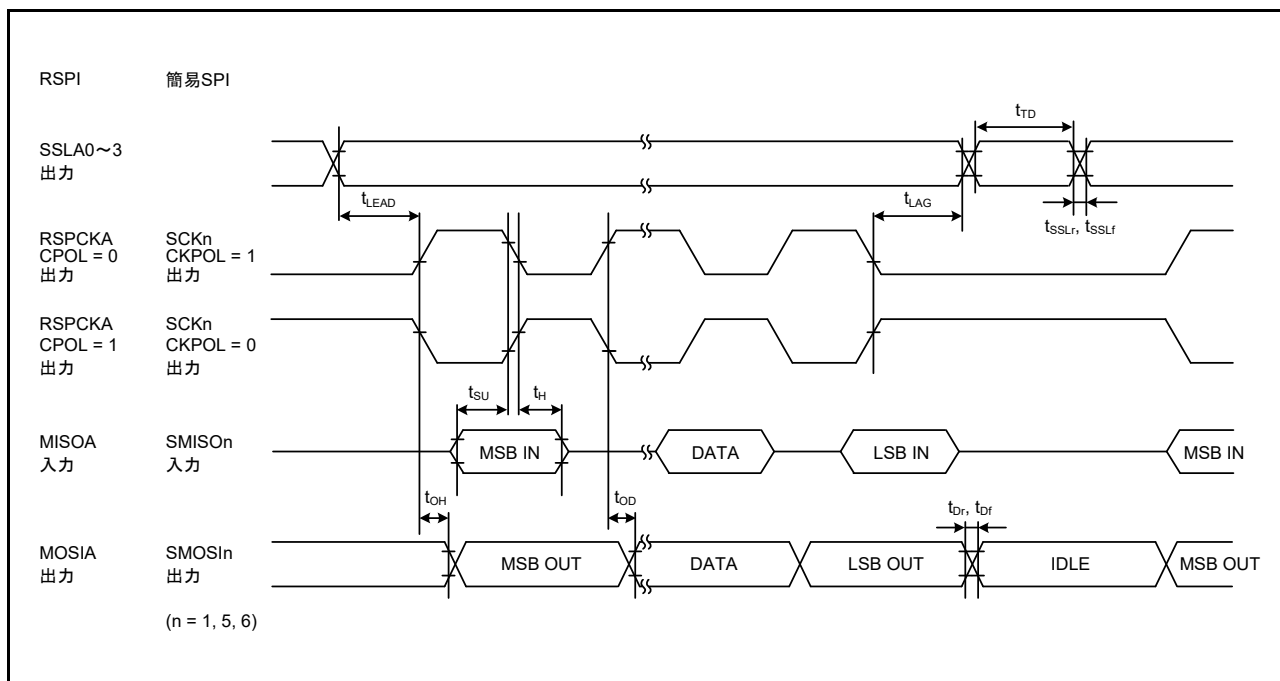 RSPI 簡易SPI
tTD
SSLA0～3
出力
tLEAD
tLAG
tSSLr, tSSLf
RSPCKA SCKn
CPOL = 0 CKPOL = 1
出力 出力
RSPCKA SCKn
CPOL = 1 CKPOL = 0
出力 出力
tSU tH
MISOA SMISOn
入力 入力
MSB IN DATA LSB IN MSB IN
tOH tOD tDr, tDf
MOSIA SMOSIn
出力 出力
MSB OUT DATA LSB OUT IDLE MSB OUT
(n = 1, 5, 6)